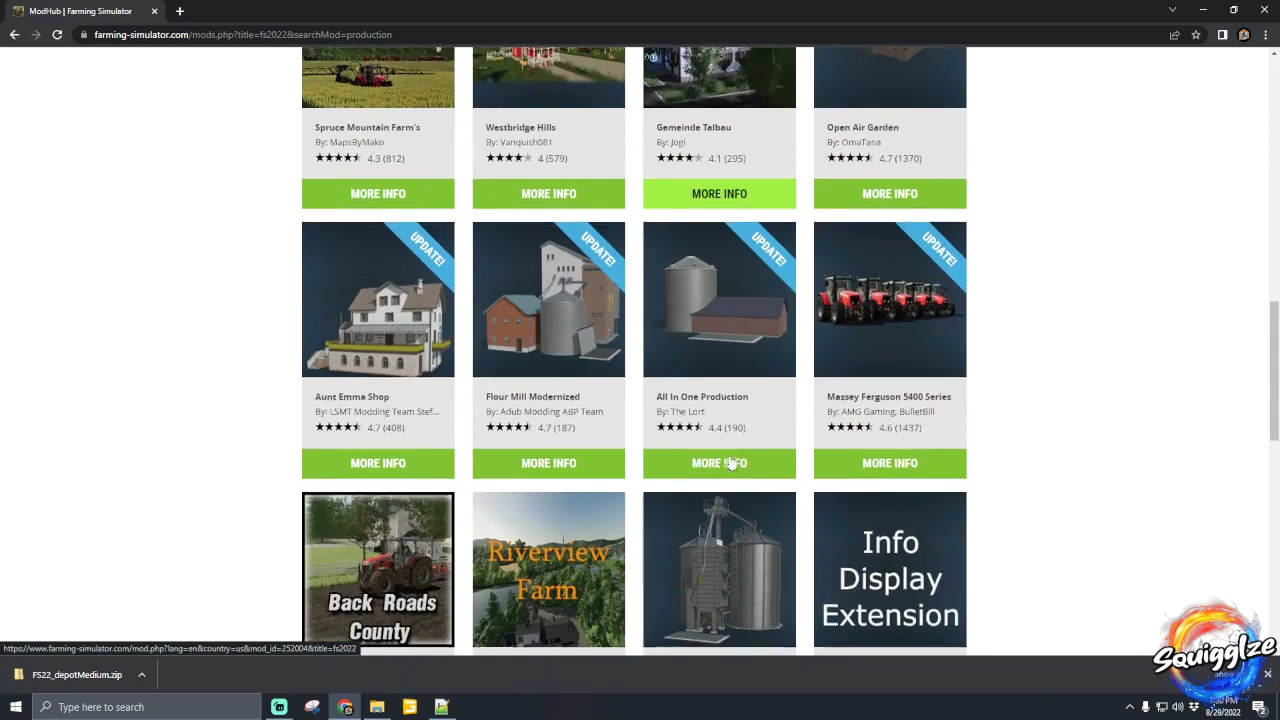 ModHub | Farming Simulator
farming-simulator.com/mods.php?title=fs2022&searchMod=production
Spruce Mountain Farm's
By: MapsByMako
4.3 (812)
MORE INFO
Westbridge Hills
By: Vanquish081
4 (579)
MORE INFO
Gemeinde Talbau
By: Jogi
4.1 (295)
MORE INFO
Open Air Garden
By: OmaTana
4.7 (1370)
MORE INFO
UPDATE!
Aunt Emma Shop
By: LSMT Modding Team Stef...
4.7 (408)
MORE INFO
UPDATE!
Flour Mill Modernized
By: Adub Modding ABP Team
4.7 (187)
MORE INFO
UPDATE!
All In One Production
By: The Lort
4.4 (190)
MORE INFO
UPDATE!
Massey Ferguson 5400 Series
By: AMG Gaming, BulletBill
4.6 (1437)
MORE INFO
Back Roads
County
Riverview
Farm
Info
Display
Extension
https://www.farming-simulator.com/mod.php?lang=en&country=us&mod_id=252004&title=fs2022
FS22_depotMedium.zip
Squigglze
Show
Type here to search
7:30 PM
8/29/2022